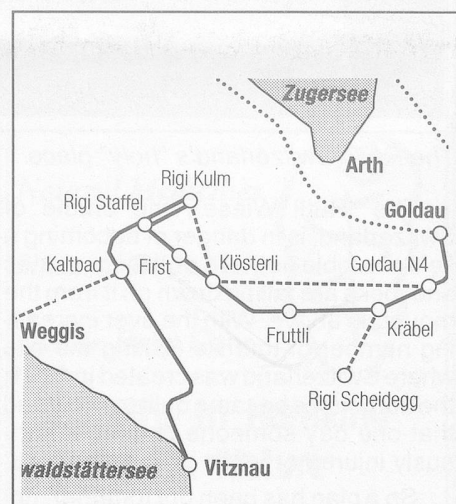 Zugersee
Arth
Rigi Kulm
Rigi Staffel
Goldau
Kaltbad
First
Klösterli
Goldau N4
Weggis
Fruttli
Kräbel
Rigi Scheidegg
waldstättersee
Vitznau